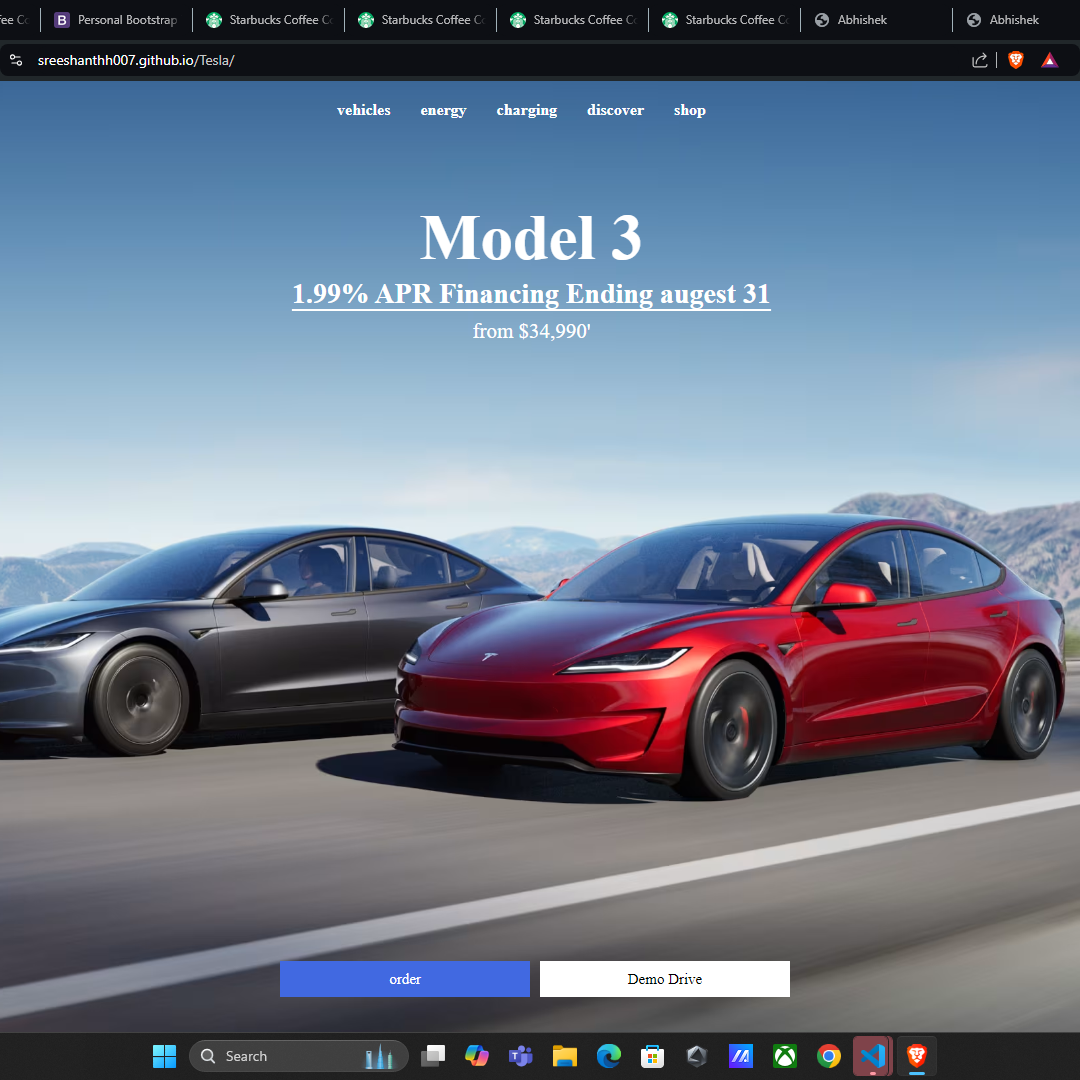 ee Co
B Personal Bootstrap
Starbucks Coffee Co
Starbucks Coffee Co
Starbucks Coffee Co
Starbucks Coffee Co
Abhishek
Abhishek
sreeshanthh007.github.io/Tesla/
vehicles energy charging discover shop
Model 3
1.99% APR Financing Ending augest 31
from $34,990'
order
Demo Drive
Search